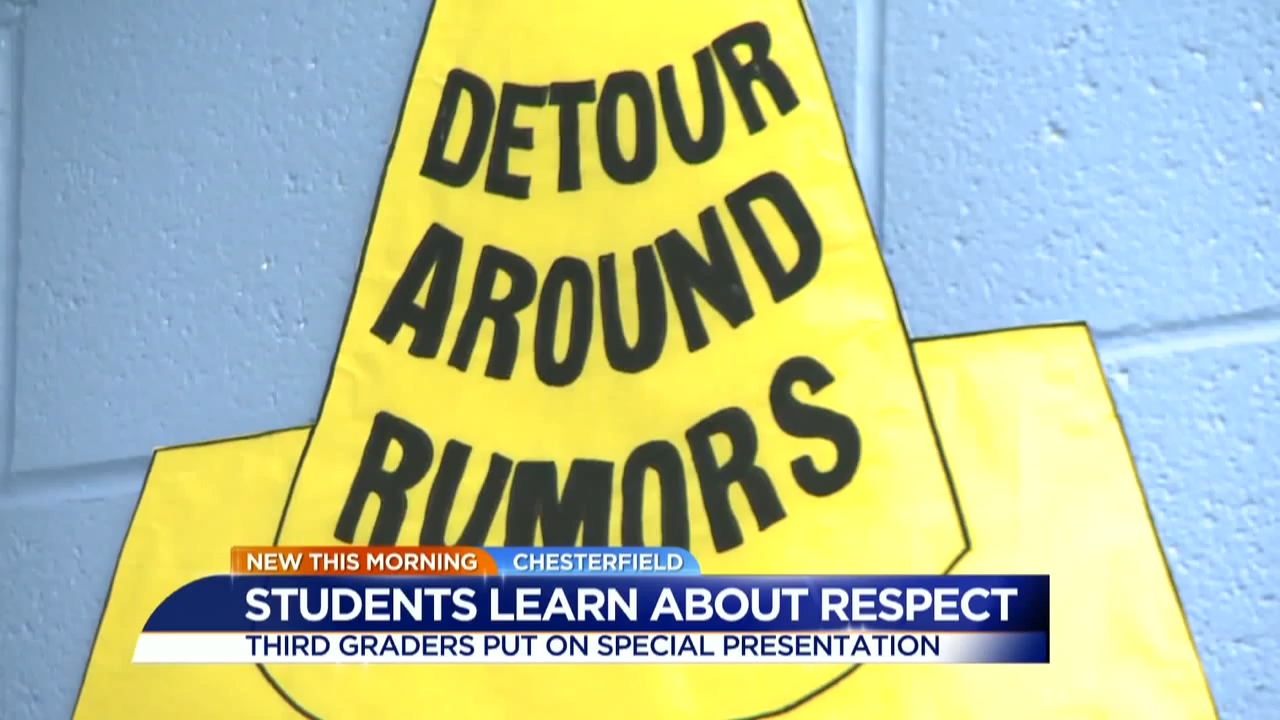 DETOUR
AROUND
RUMORS
NEW THIS MORNING
CHESTERFIELD
STUDENTS LEARN ABOUT RESPECT
THIRD GRADERS PUT ON SPECIAL PRESENTATION